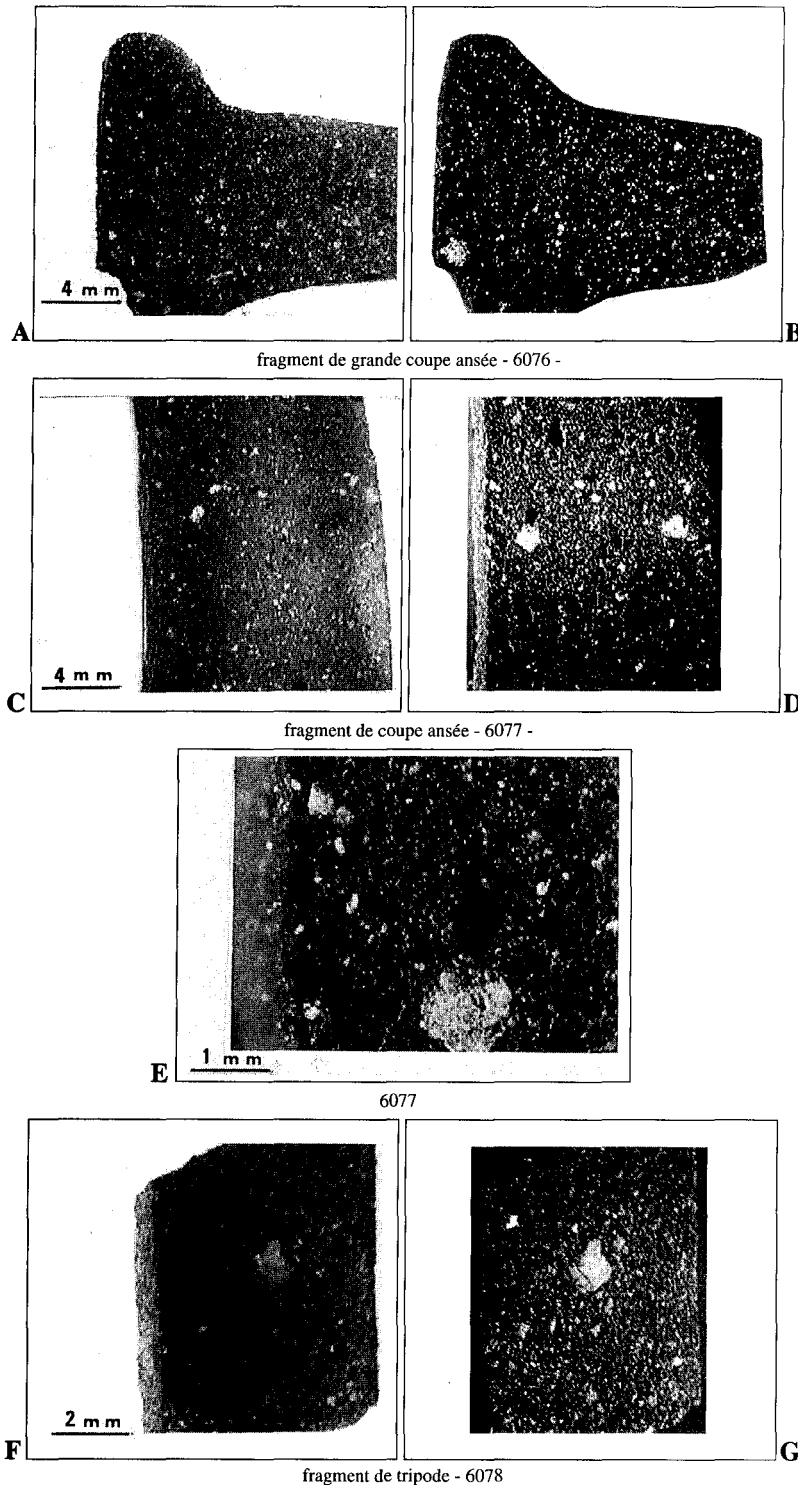 4 mm
A
B
fragment de grande coupe ansée - 6076 -
4 mm
C
D
fragment de coupe ansée - 6077 -
1 mm
E
6077
2 mm
F
G
fragment de tripode - 6078